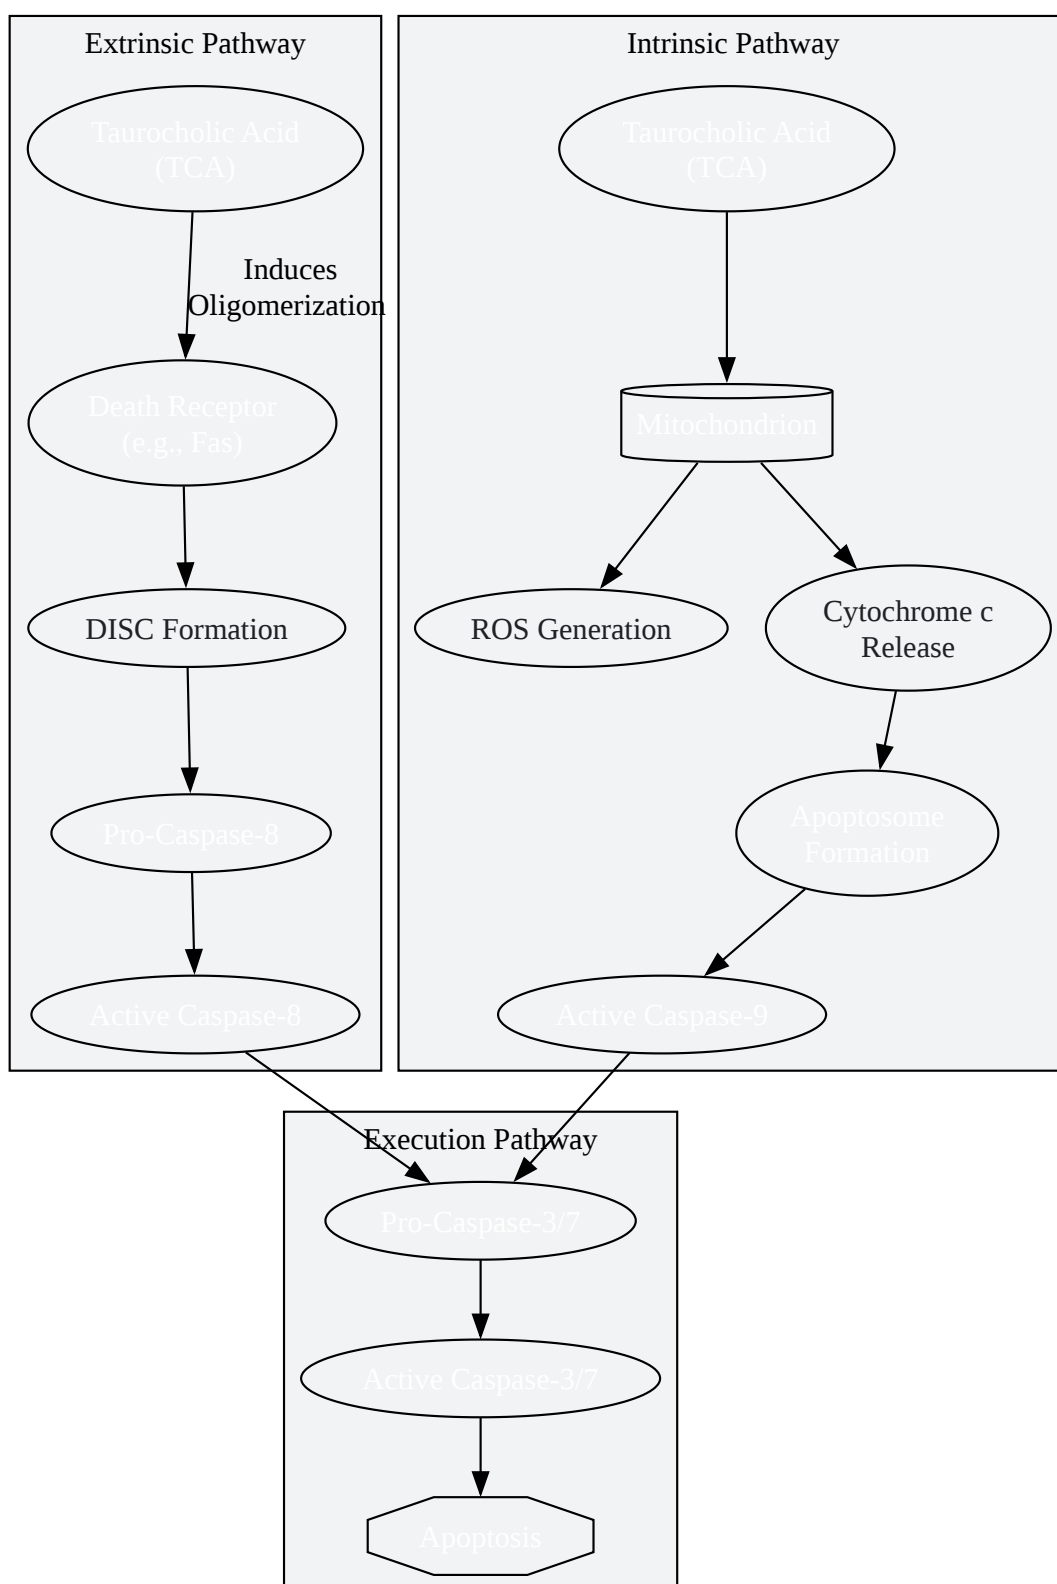 Extrinsic Pathway
Taurocholic Acid
(TCA)
Induces
Oligomerization
Death Receptor
(e.g., Fas)
DISC Formation
Pro-Caspase-8
Active Caspase-8
Intrinsic Pathway
Taurocholic Acid
(TCA)
Mitochondrion
ROS Generation
Cytochrome c
Release
Apoptosome
Formation
Active Caspase-9
Execution Pathway
Pro-Caspase-3/7
Active Caspase-3/7
Apoptosis